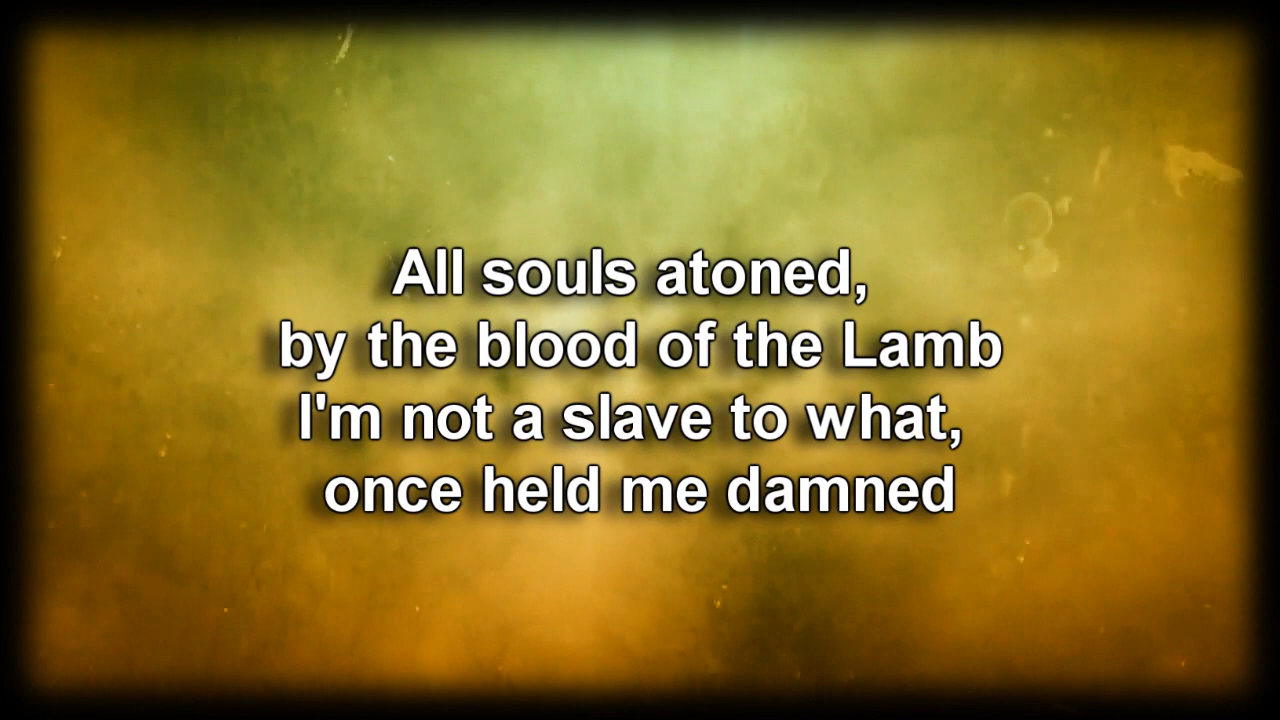 All souls atoned,
by the blood of the Lamb
I'm not a slave to what,
once held me damned